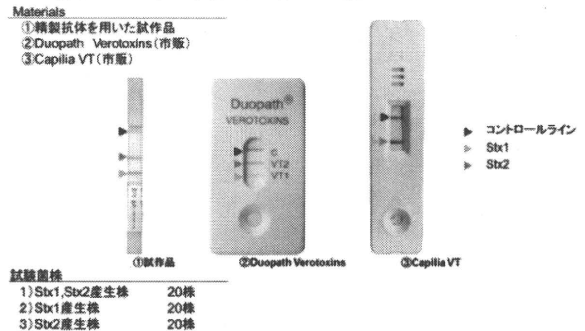 Materials
①精製抗体を用いた試作品
②Duopath Verotoxins(市販)
③Capilia VT(市販)
Duopath®
VEROTOXINS
C
VT2
VT1
コントロールライン
Stx1
Stx2
①試作品
②Duopath Verotoxins
③Capilia VT
試験菌株
1)Stx1,Stx2産生株 20株
2)Stx1産生株 20株
3)Stx2産生株 20株